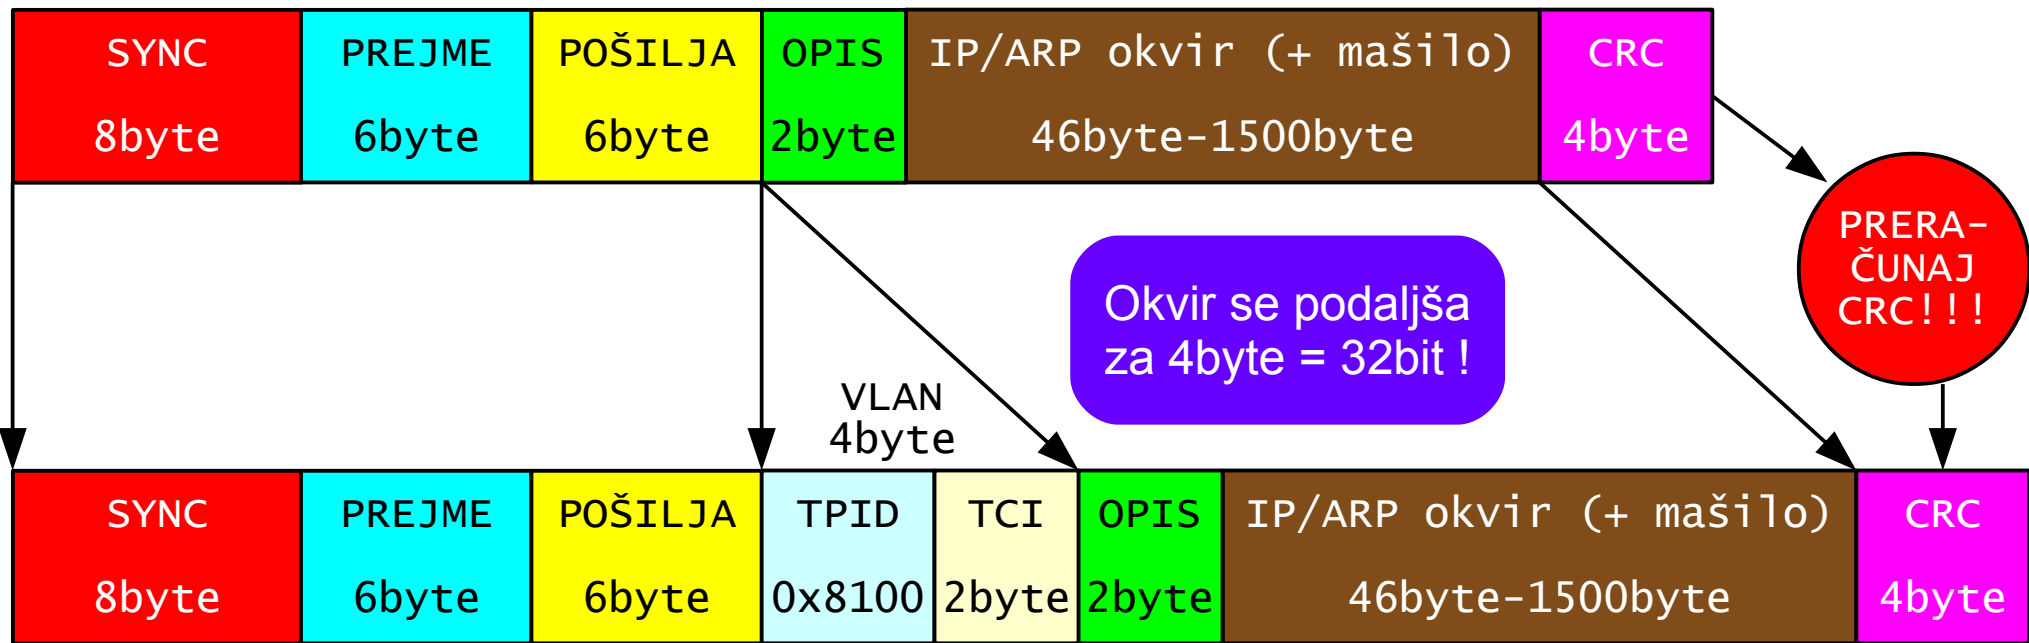 SYNC PREJME POŠILJA OPIS IP/ARP okvir (+ mašilo) CRC
8byte 6byte 6byte 2byte 46byte-1500byte 4byte
PRERA-
ČUNAJ
CRC!!!
Okvir se podaljša
za 4byte = 32bit !
VLAN
4byte
SYNC PREJME POŠILJA TPID TCI OPIS IP/ARP okvir (+ mašilo) CRC
8byte 6byte 6byte 0x8100 2byte 2byte 46byte-1500byte 4byte